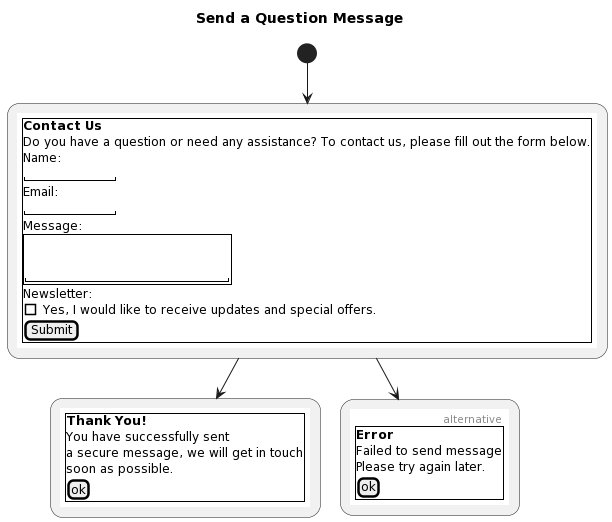 Send a Question Message
Contact Us
Do you have a question or need any assistance? To contact us, please fill out the form below.
Name:
Email:
Message:
Newsletter:
Yes, I would like to receive updates and special offers.
Submit
Thank You!
You have successfully sent
a secure message, we will get in touch
soon as possible.
ok
alternative
Error
Failed to send message
Please try again later.
ok